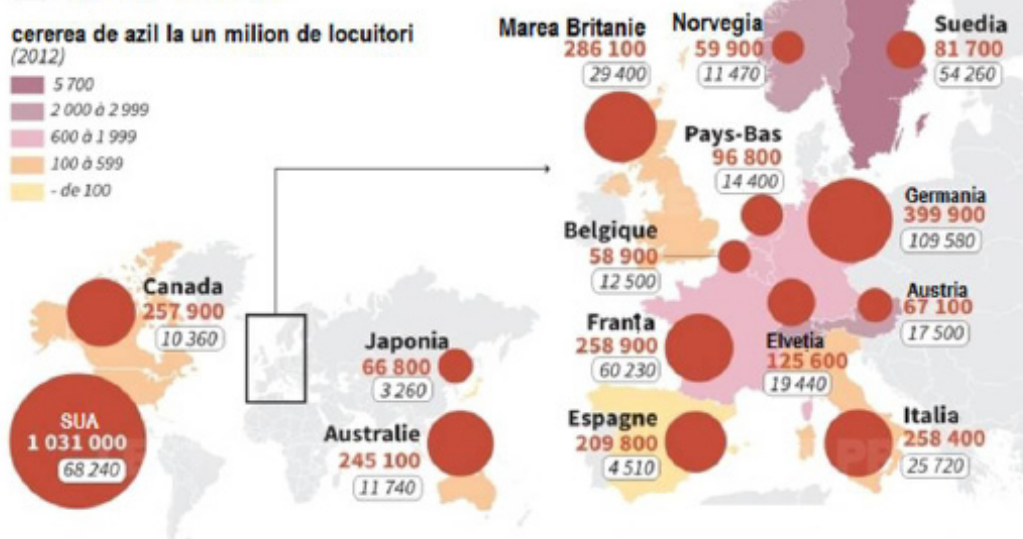 cererea de azil la un milion de locuitori
(2012)
5 700
2 000 à 2 999
600 à 1 999
100 à 599
- de 100
Marea Britanie
286 100
29 400
Norvegia
59 900
11 470
Suedia
81 700
54 260
Pays-Bas
96 800
14 400
Germania
399 900
109 580
Belgique
58 900
12 500
Austria
67 100
17 500
Franța
258 900
60 230
Elveția
125 600
19 440
Espagne
209 800
4 510
Italia
258 400
25 720
Canada
257 900
10 360
SUA
1 031 000
68 240
Japonia
66 800
3 260
Australie
245 100
11 740